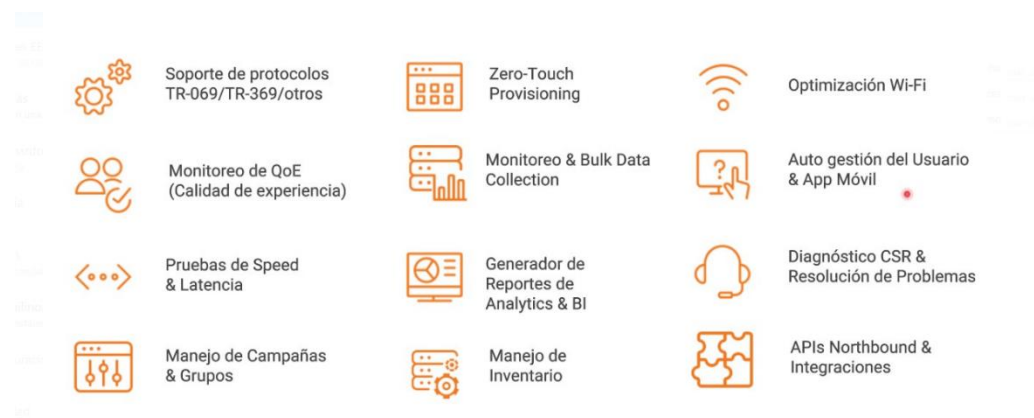 Soporte de protocolos
TR-069/TR-369/otros
Zero-Touch
Provisioning
Optimización Wi-Fi
Monitoreo de QoE
(Calidad de experiencia)
Monitoreo & Bulk Data
Collection
Auto gestión del Usuario
& App Móvil
Pruebas de Speed
& Latencia
Generador de
Reportes de
Analytics & BI
Diagnóstico CSR &
Resolución de Problemas
Manejo de Campañas
& Grupos
Manejo de
Inventario
APIs Northbound &
Integraciones